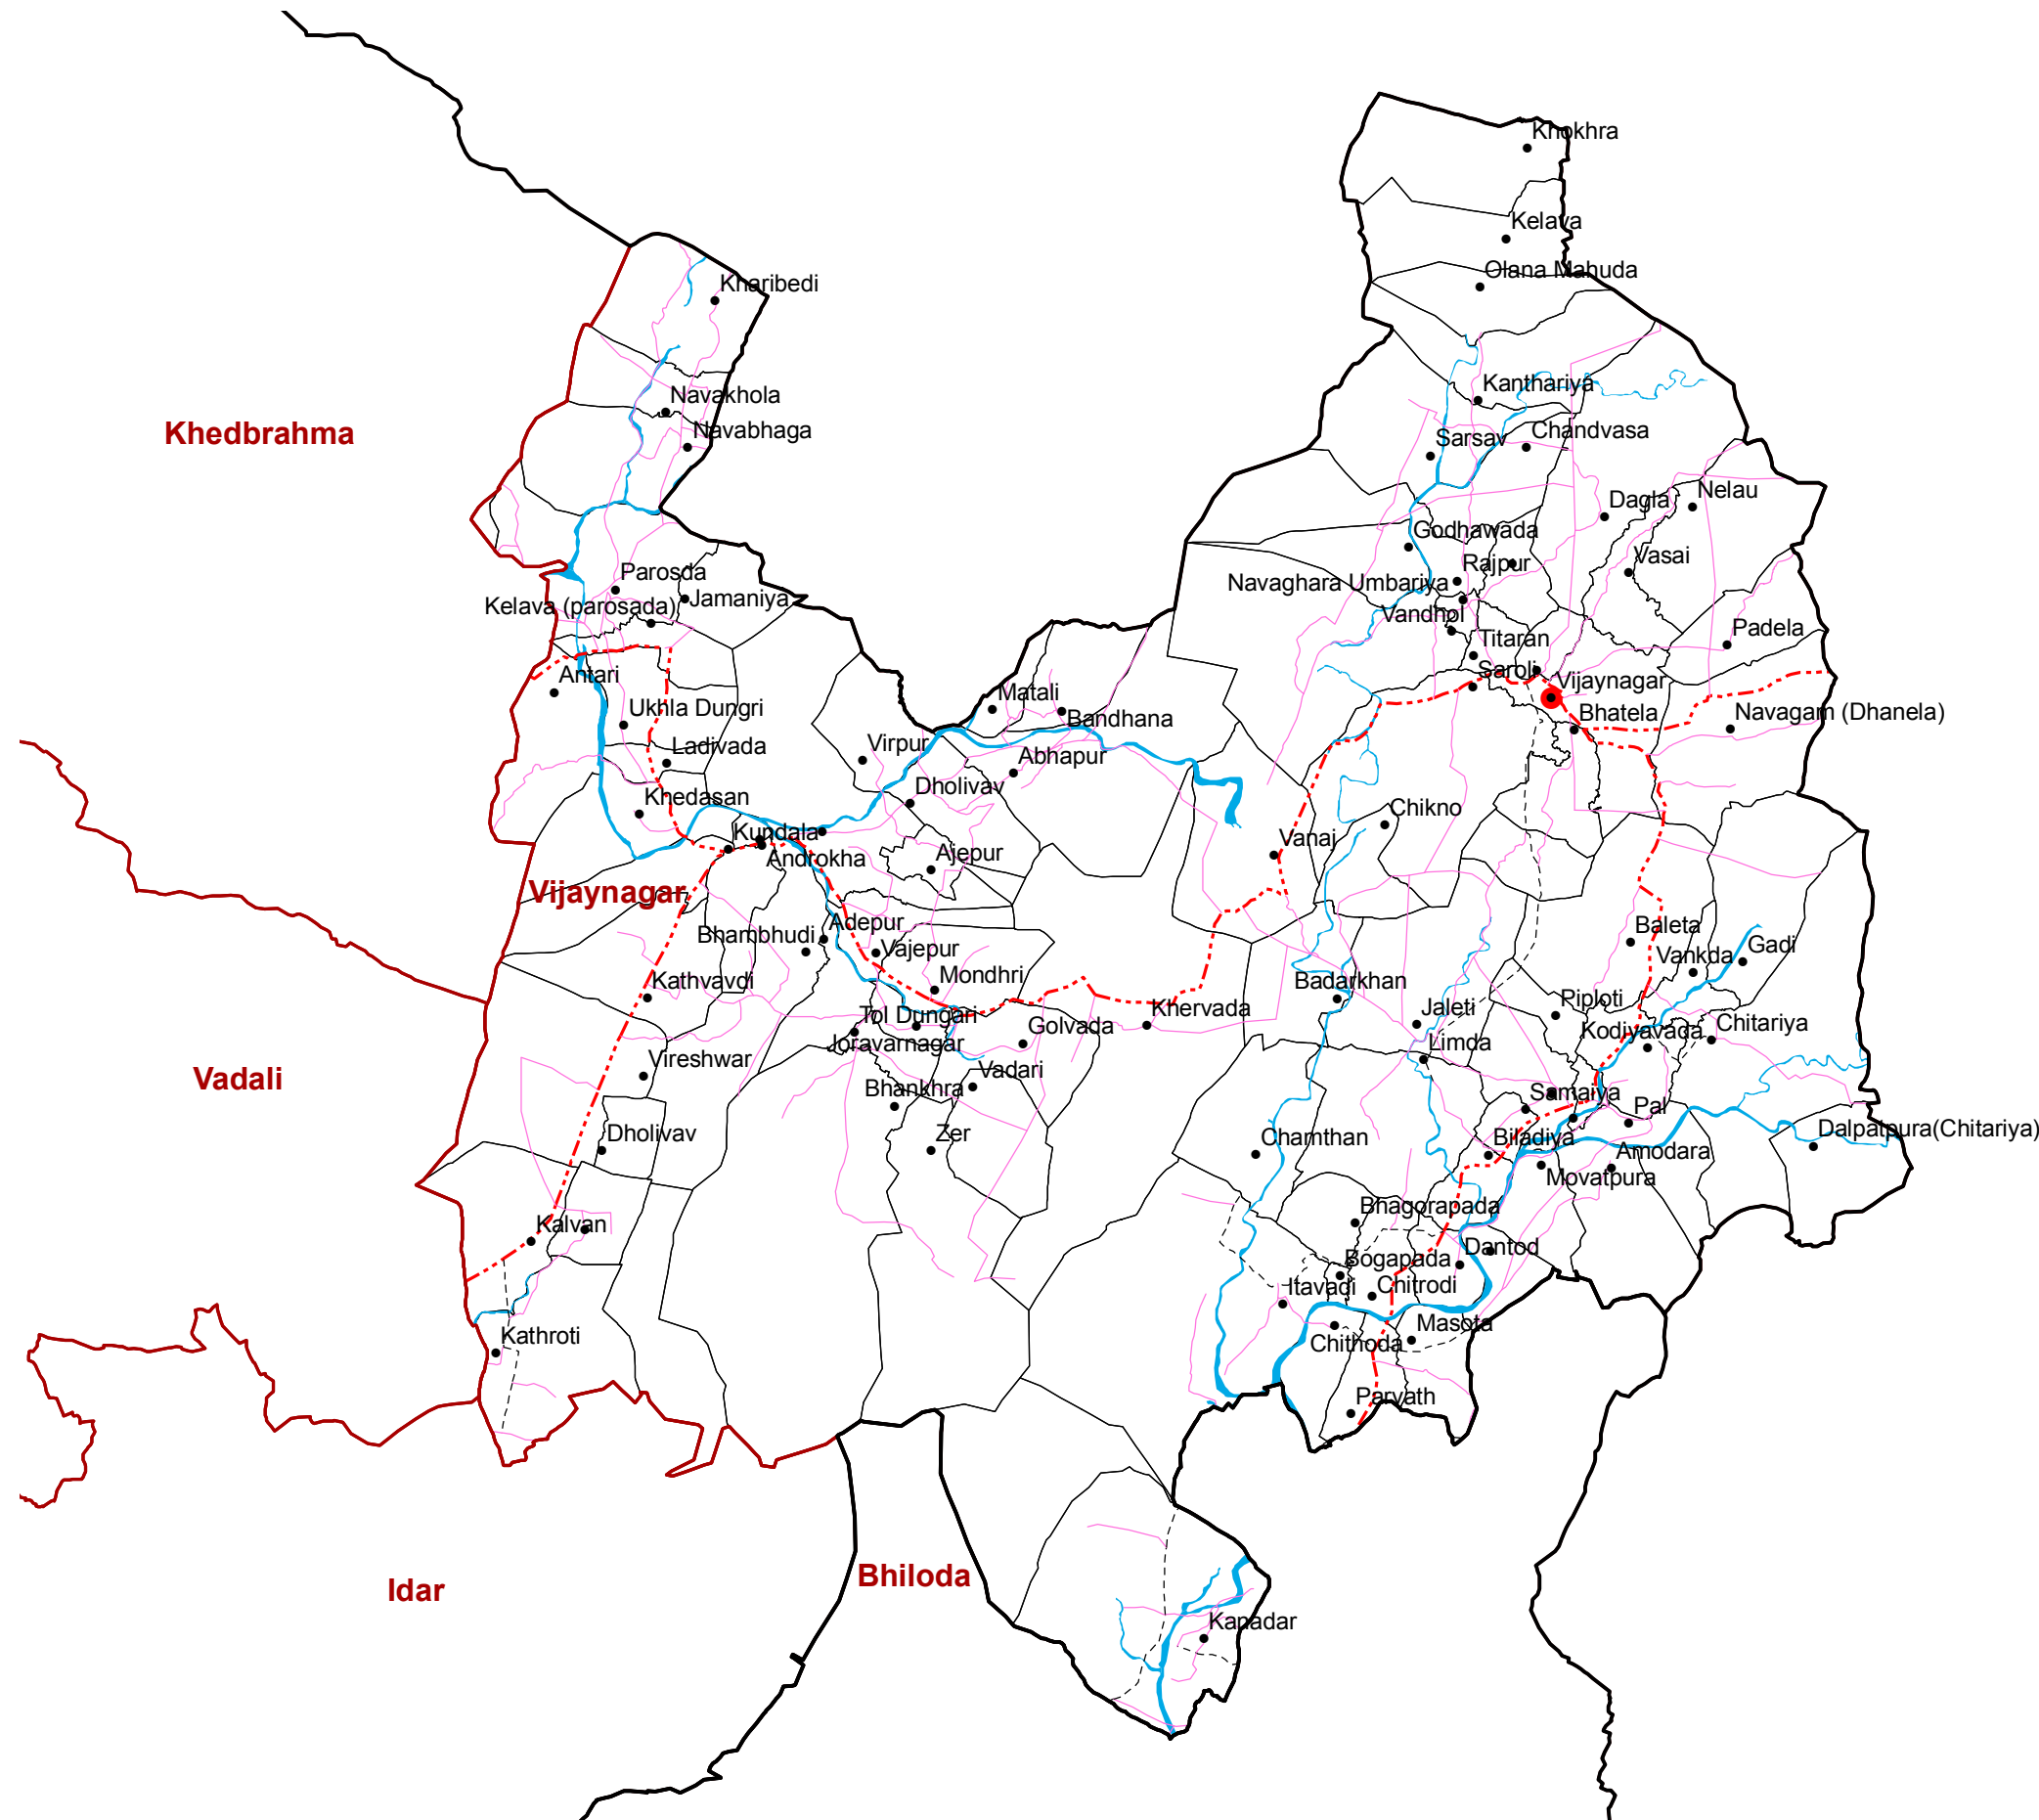 Khokhra
Kelava
Olana Mahuda
Kharibedi
Kanthariya
Navakhola
Khedbrahma
Navabhaga
Sarsav
Chandvasa
Dagla
Nelau
Godhawada
Vasai
Rajpur
Parosda
Navaghara Umbariya
Jamaniya
Kelava (parosada)
Vandhol
Padela
Titaran
Saroli
Antari
Vijaynagar
Matali
Bandhana
Ukhla Dungri
Bhatela
Navagam (Dhanela)
Ladivada
Virpur
Abhapur
Dholivav
Khedasan
Chikno
Kundala
Vanaj
Androkha
Ajepur
Vijaynagar
Adepur
Bhambhudi
Vajepur
Baleta
Gadi
Vankda
Mondhri
Kathvavdi
Badarkhan
Piploti
Jaleti
Khervada
Tol Dungari
Golvada
Chitariya
Kodiyavada
Joravarnagar
Limda
Vireshwar
Vadari
Vadali
Bhankhra
Samaiya
Pal
Dholivav
Zer
Chamthan
Biladiya
Dalpatpura(Chitariya)
Amodara
Movatpura
Bhagorapada
Kalvan
Dantod
Bogapada
Itavadi
Chitrodi
Masota
Kathroti
Chithoda
Parvath
Bhiloda
Idar
Kanadar